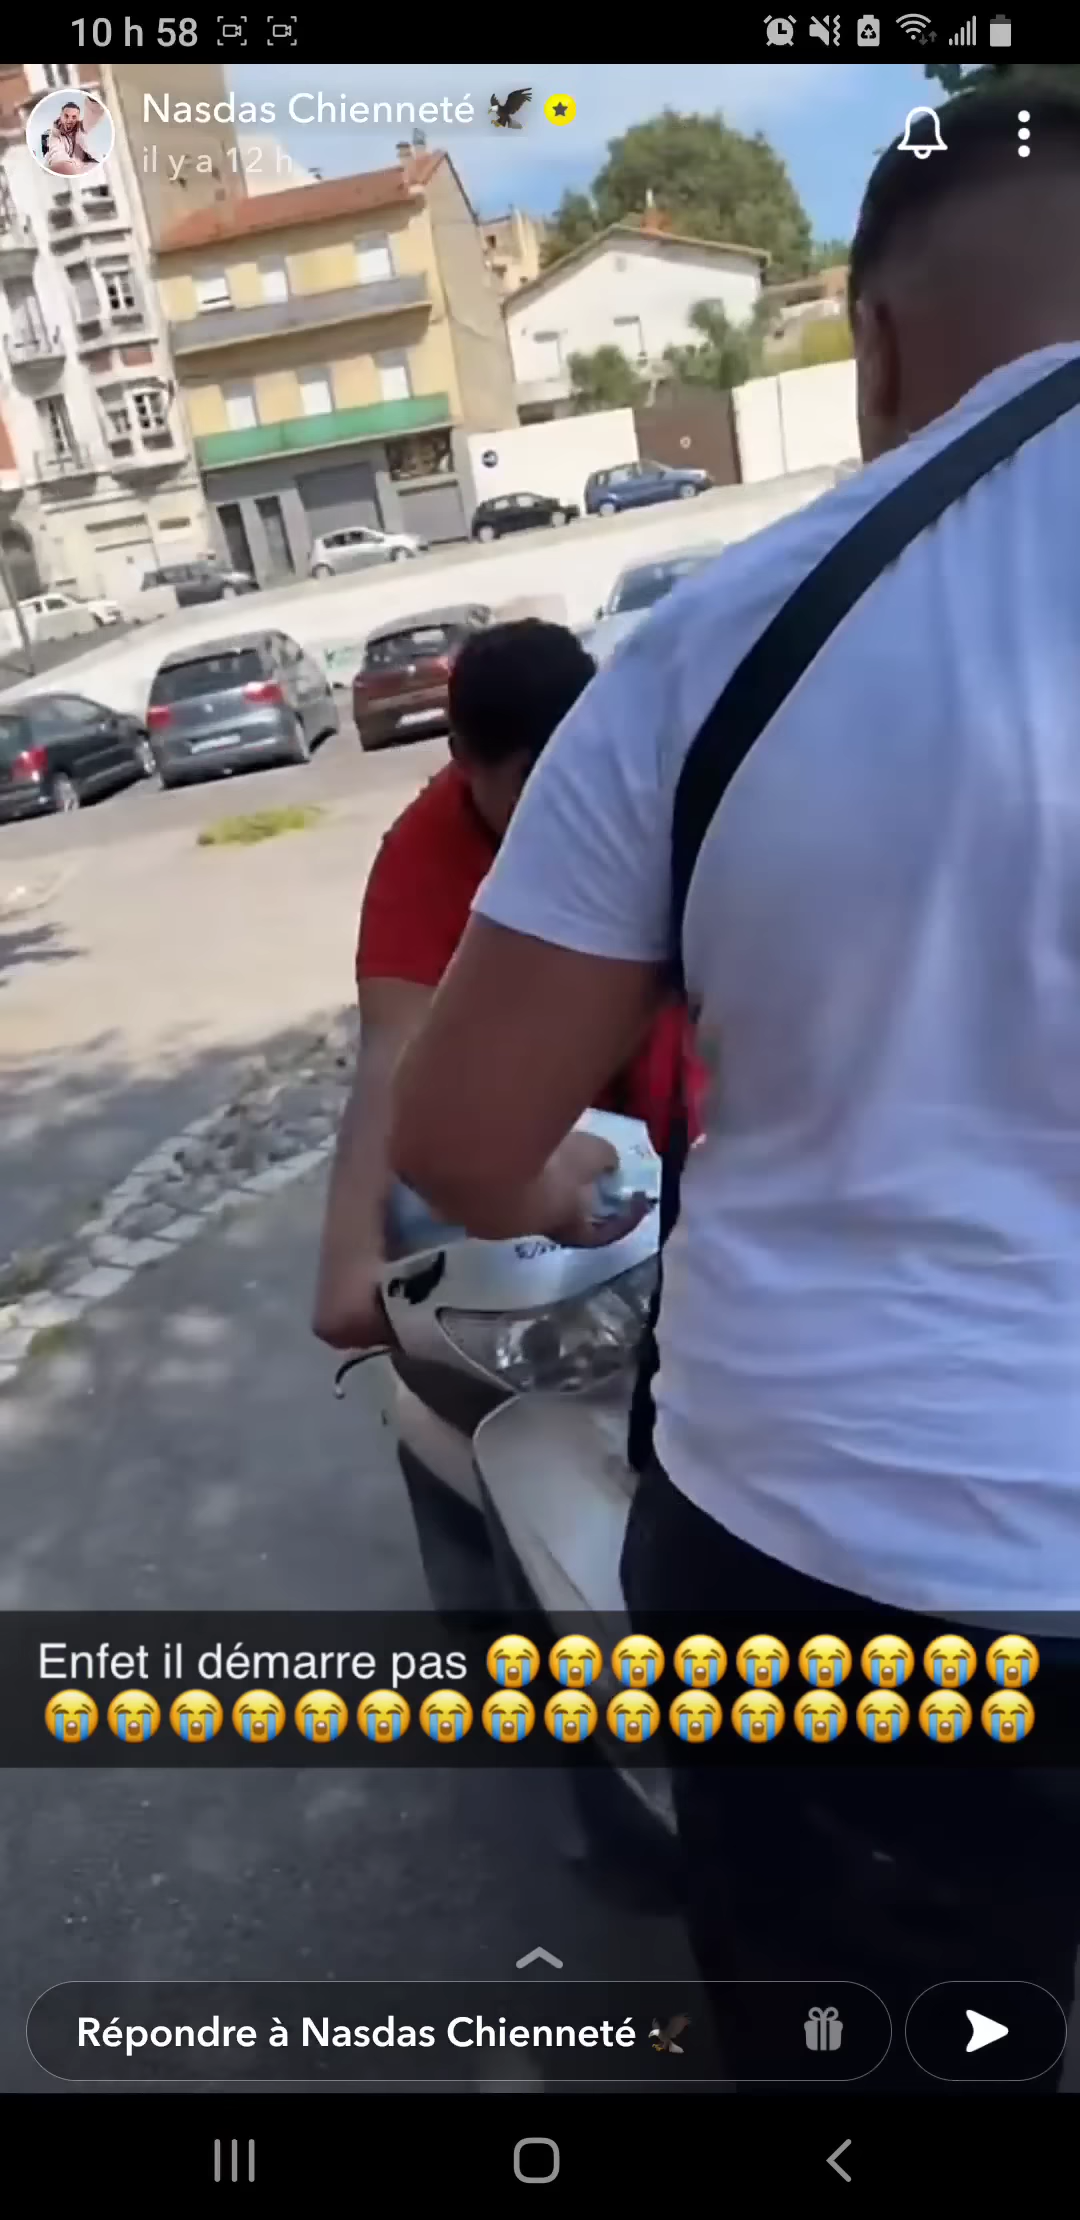 10 h 58
Nasdas Chienneté 🦅
il y a 12 h
Enfet il démarre pas 😭😭😭😭😭😭😭😭😭
😭😭😭😭😭😭😭😭😭😭😭😭😭😭😭😭
Répondre à Nasdas Chienneté 🦅